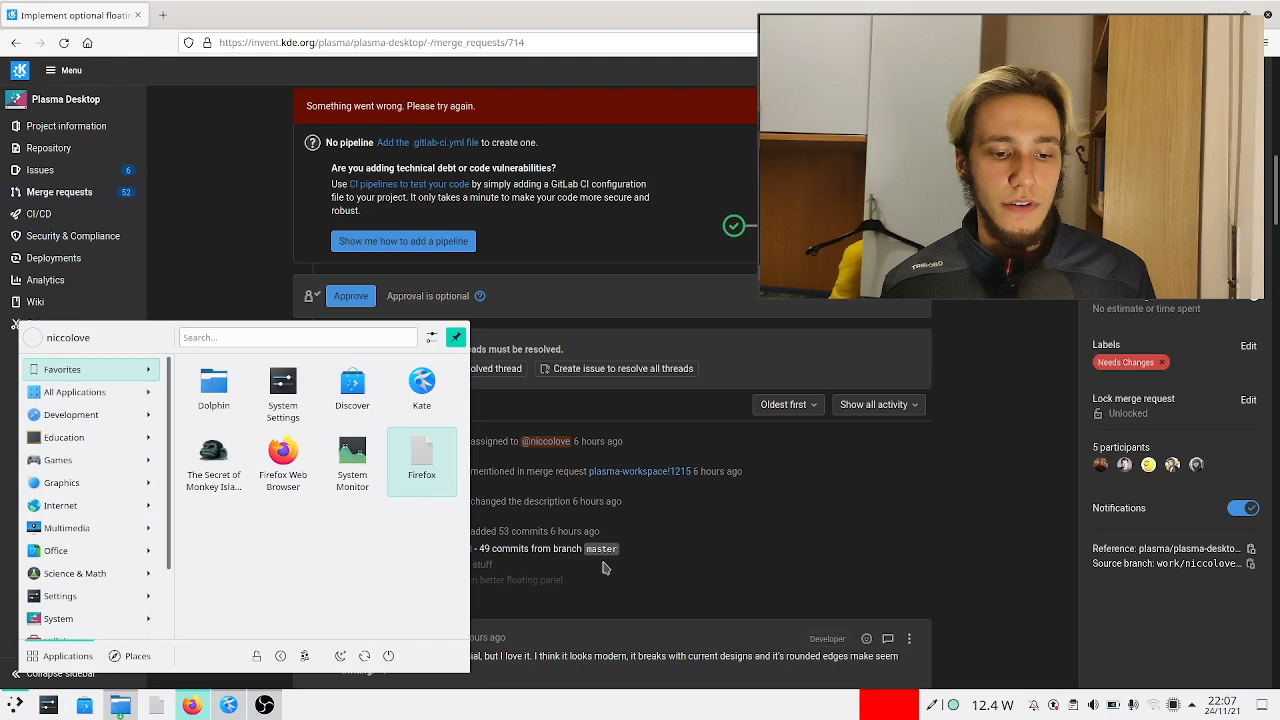 Implement optional floatin
https://invent.kde.org/plasma/plasma-desktop/-/merge_requests/714
Menu
Plasma Desktop
Project information
Repository
Issues 6
Merge requests 52
CI/CD
Security & Compliance
Deployments
Analytics
Wiki
Something went wrong. Please try again.
No pipeline Add the .gitlab-ci.yml file to create one.
Are you adding technical debt or code vulnerabilities?
Use CI pipelines to test your code by simply adding a GitLab CI configuration
file to your project. It only takes a minute to make your code more secure and
robust.
Show me how to add a pipeline
Approve Approval is optional
TRIBORD
niccolove
Search...
Favorites
All Applications
Development
Education
Games
Graphics
Internet
Multimedia
Office
Science & Math
Settings
System
Dolphin
System
Settings
Discover
Kate
The Secret of
Monkey Isla...
Firefox Web
Browser
System
Monitor
Firefox
Applications
Places
Collapse sidebar
ads must be resolved.
olved thread
Create issue to resolve all threads
Oldest first
Show all activity
assigned to @niccolove 6 hours ago
mentioned in merge request plasma-workspace!1215 6 hours ago
changed the description 6 hours ago
added 53 commits 6 hours ago
- 49 commits from branch master
stuff
n better floating panel
ours ago
Developer
ial, but I love it. I think it looks modern, it breaks with current designs and it's rounded edges make seem
No estimate or time spent
Labels Edit
Needs Changes
Lock merge request Edit
Unlocked
5 participants
Notifications
Reference: plasma/plasma-deskto...
Source branch: work/niccolove...
12.4 W
22:07
24/11/21